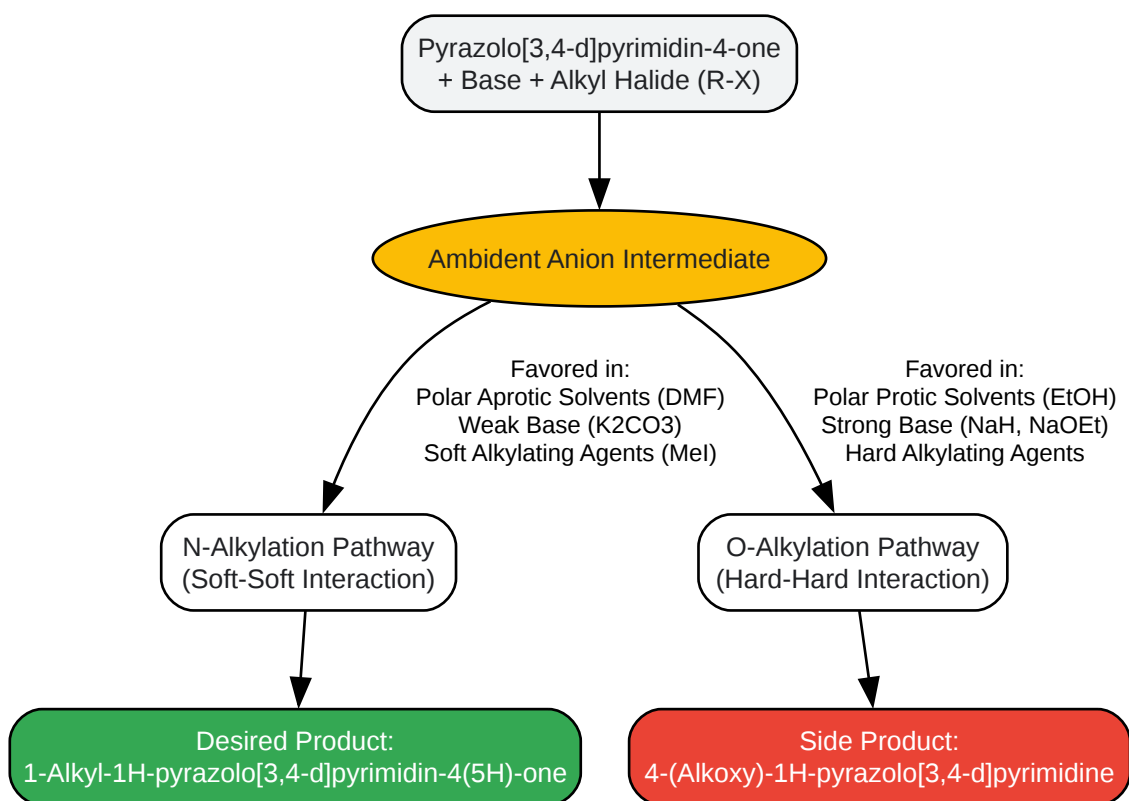 Pyrazolo[3,4-d]pyrimidin-4-one
+ Base + Alkyl Halide (R-X)
Ambident Anion Intermediate
Favored in:
Polar Aprotic Solvents (DMF)
Weak Base (K2CO3)
Soft Alkylating Agents (MeI)
Favored in:
Polar Protic Solvents (EtOH)
Strong Base (NaH, NaOEt)
Hard Alkylating Agents
N-Alkylation Pathway
(Soft-Soft Interaction)
O-Alkylation Pathway
(Hard-Hard Interaction)
Desired Product:
1-Alkyl-1H-pyrazolo[3,4-d]pyrimidin-4(5H)-one
Side Product:
4-(Alkoxy)-1H-pyrazolo[3,4-d]pyrimidine